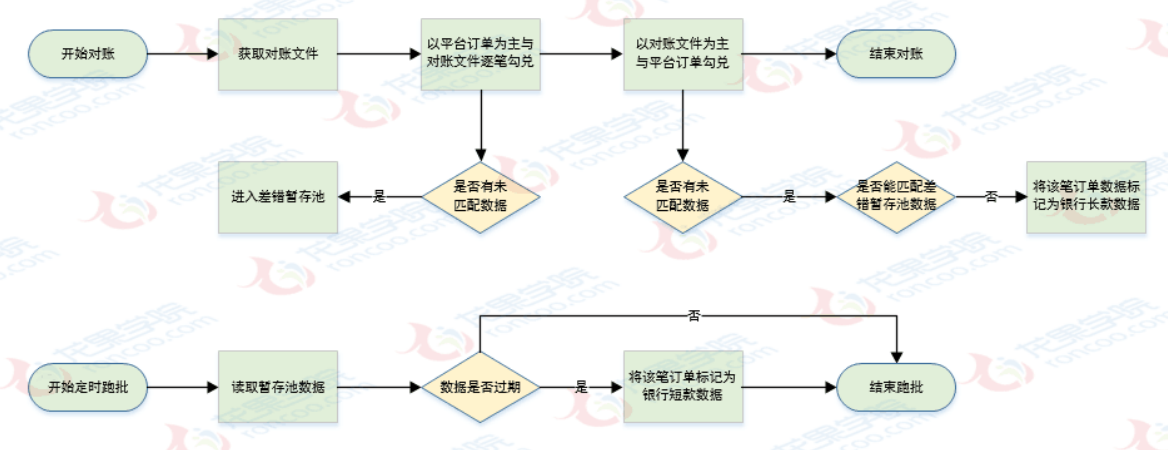 开始对账
获取对账文件
以平台订单为主与
对账文件逐笔勾兑
以对账文件为主
与平台订单勾兑
结束对账
进入差错暂存池
是
是否有未
匹配数据
是否有未
匹配数据
是
是否能匹配差
错暂存池数据
否
将该笔订单数据标
记为银行长款数据
否
开始定时跑批
读取暂存池数据
数据是否过期
是
将该笔订单标记为
银行短款数据
结束跑批
龙果学院
roncoo.com